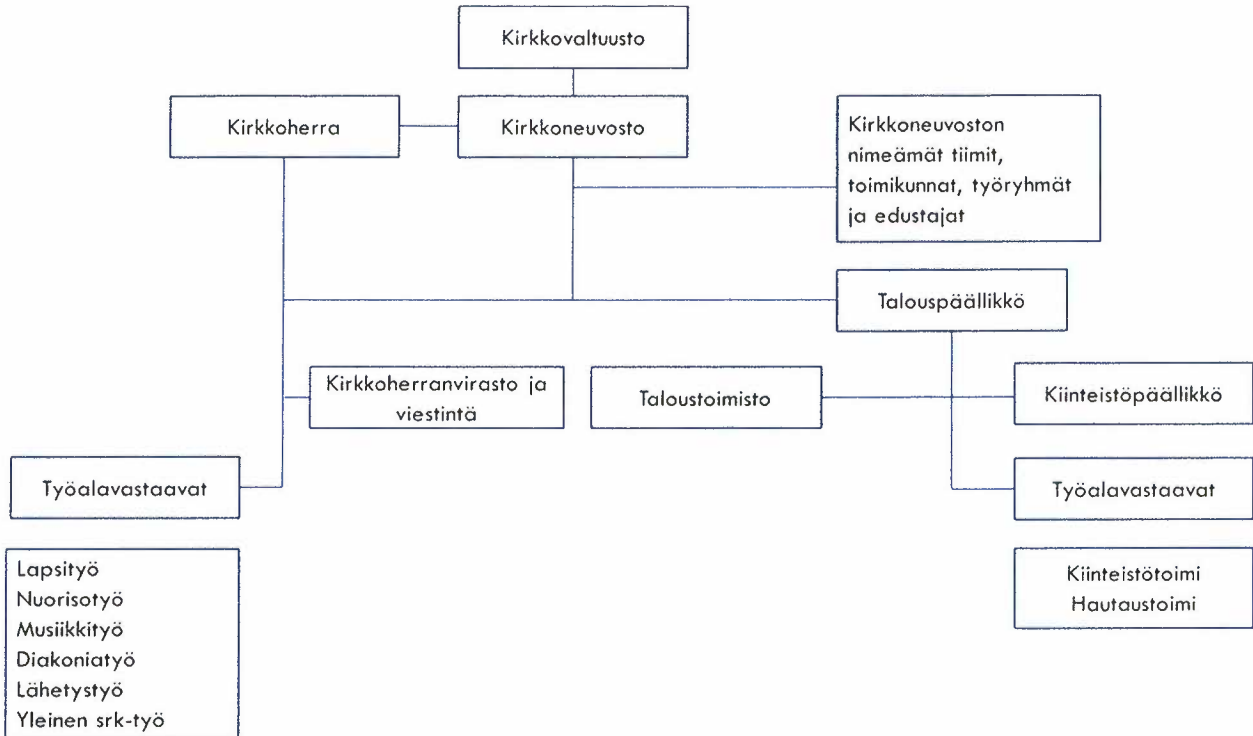 Kirkkovaltuusto
Kirkkoherra
Kirkkoneuvosto
Kirkkoneuvoston
nimeämät tiimit,
toimikunnat, työryhmät
ja edustajat
Talouspäällikkö
Kirkkoherranvirasto ja
viestintä
Taloustoimisto
Kiinteistöpäällikkö
Työalavastaavat
Työalavastaavat
Lapsityö
Nuorisotyö
Musiikkityö
Diakoniatyö
Lähetystyö
Yleinen srk-työ
Kiinteistötoimi
Hautaustoimi